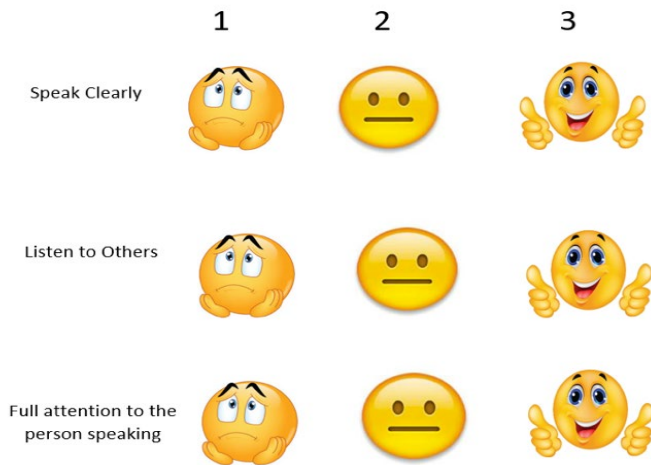 1 2 3
Speak Clearly
Listen to Others
Full attention to the
person speaking